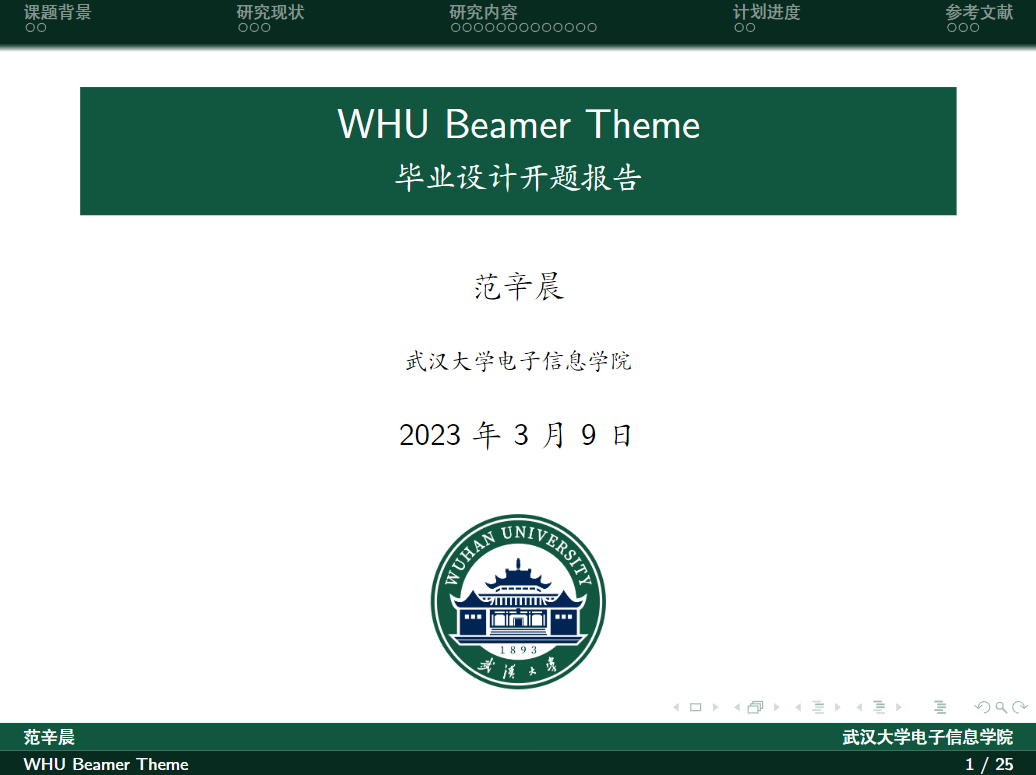 课题背景 研究现状 研究内容 计划进度 参考文献
WHU Beamer Theme
毕业设计开题报告
范辛晨
武汉大学电子信息学院
2023 年 3 月 9 日
WUHAN UNIVERSITY
1893
武漢大學
范辛晨 武汉大学电子信息学院
WHU Beamer Theme 1 / 25